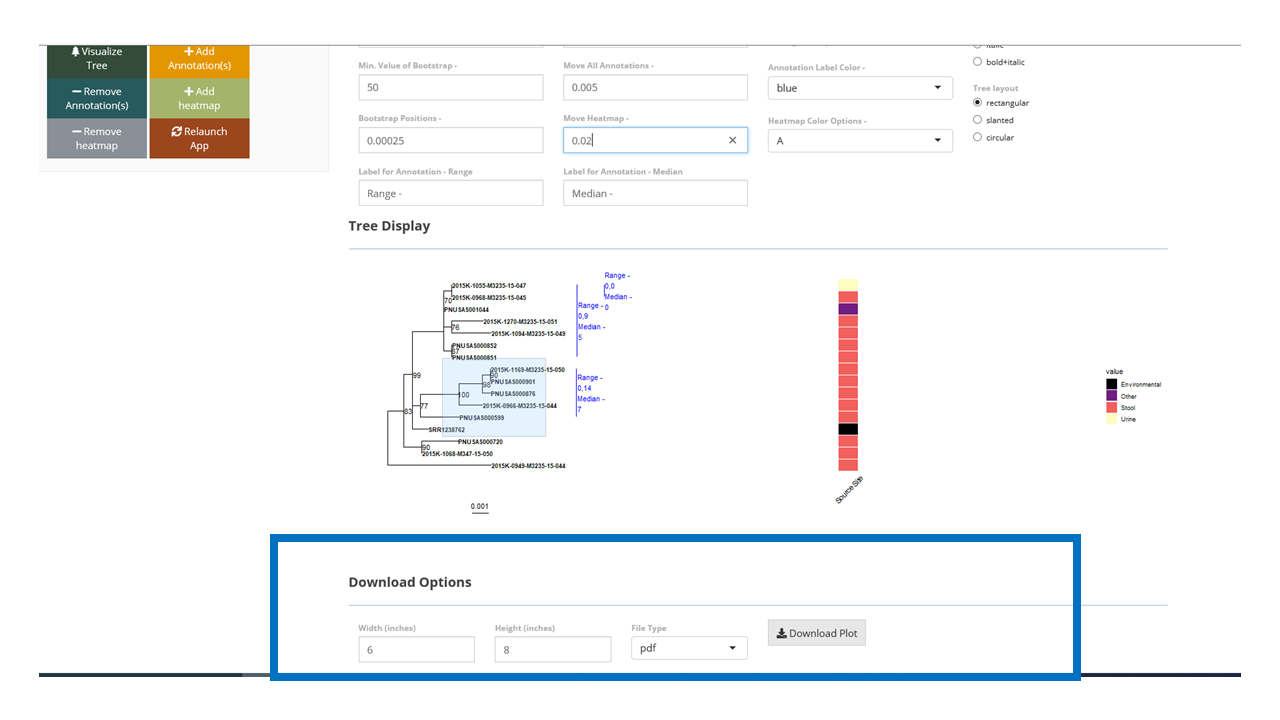 Visualize
Tree
Add
Annotation(s)
Remove
Annotation(s)
Add
heatmap
Remove
heatmap
Relaunch
App
Min. Value of Bootstrap -
50
Move All Annotations -
0.005
Annotation Label Color -
blue
bold+italic
Tree layout
rectangular
slanted
circular
Bootstrap Positions -
0.00025
Move Heatmap -
0.02
Heatmap Color Options -
A
Label for Annotation - Range
Range -
Label for Annotation - Median
Median -
Tree Display
2015K-1055-M3235-15-047
70
2015K-0968-M3235-15-045
PNUSAS001044
2015K-1270-M3235-15-051
76
2015K-1094-M3235-15-049
PNUSAS000852
87
PNUSAS000851
99
2015K-1169-M3235-15-050
90
PNUSAS000901
98
PNUSAS000876
100
2015K-0966-M3235-15-044
77
83
PNUSAS000599
SRR1238762
PNUSAS000720
90
2015K-1068-M347-15-050
2015K-0949-M3235-15-044
0.001
Range -
0,0
Median -
0
Range -
0,9
Median -
5
Range -
0,14
Median -
7
Source.Site
value
Environmental
Other
Stool
Urine
Download Options
Width (inches)
6
Height (inches)
8
File Type
pdf
Download Plot